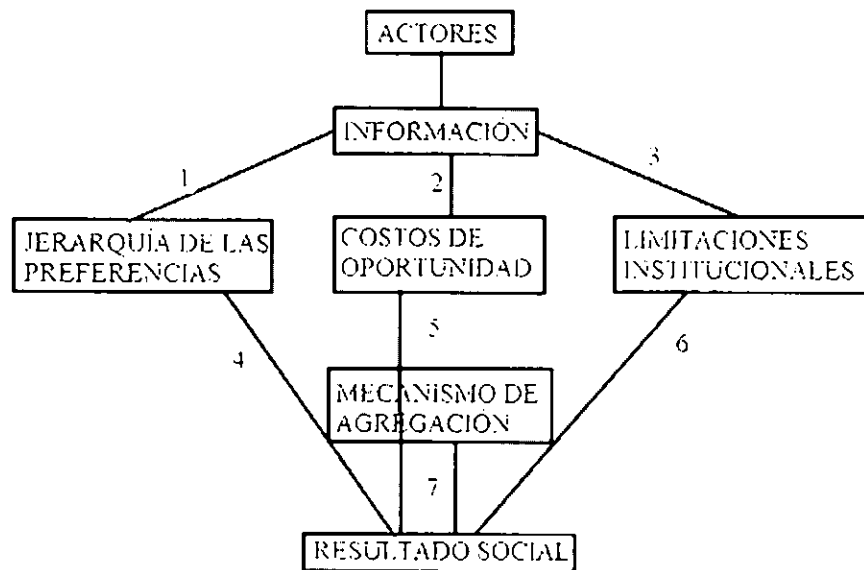 ACTORES
INFORMACIÓN
1
2
3
JERARQUÍA DE LAS
PREFERENCIAS
COSTOS DE
OPORTUNIDAD
LIMITACIONES
INSTITUCIONALES
4
5
6
MECANISMO DE
AGREGACIÓN
7
RESULTADO SOCIAL